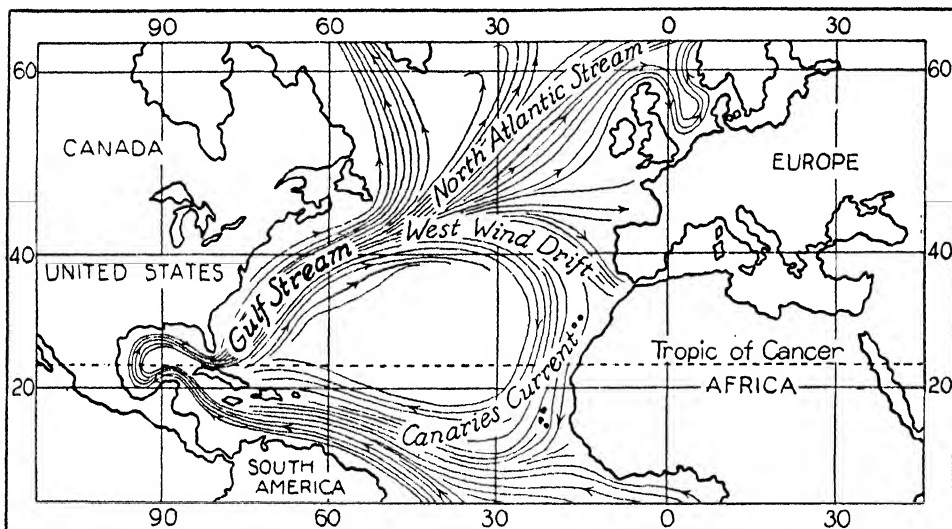 90 60 30 0 30
60 60
North Atlantic Stream
CANADA
EUROPE
West Wind Drift
40 40
UNITED STATES
Gulf Stream
Tropic of Cancer
20 20
AFRICA
Canaries Current
SOUTH
AMERICA
90 60 30 0 30